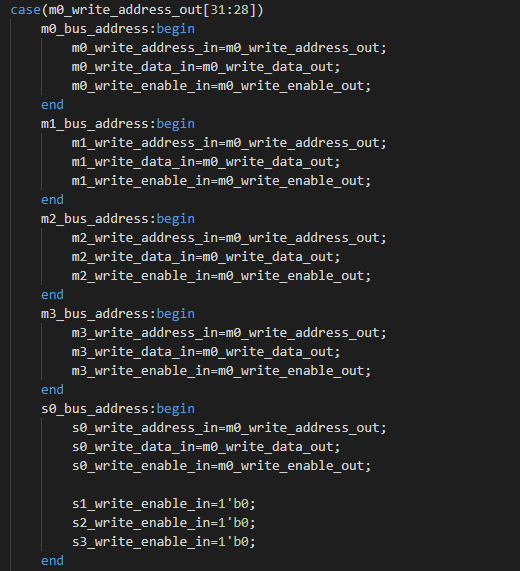 case(m0_write_address_out[31:28])
m0_bus_address:begin
m0_write_address_in=m0_write_address_out;
m0_write_data_in=m0_write_data_out;
m0_write_enable_in=m0_write_enable_out;
end
m1_bus_address:begin
m1_write_address_in=m0_write_address_out;
m1_write_data_in=m0_write_data_out;
m1_write_enable_in=m0_write_enable_out;
end
m2_bus_address:begin
m2_write_address_in=m0_write_address_out;
m2_write_data_in=m0_write_data_out;
m2_write_enable_in=m0_write_enable_out;
end
m3_bus_address:begin
m3_write_address_in=m0_write_address_out;
m3_write_data_in=m0_write_data_out;
m3_write_enable_in=m0_write_enable_out;
end
s0_bus_address:begin
s0_write_address_in=m0_write_address_out;
s0_write_data_in=m0_write_data_out;
s0_write_enable_in=m0_write_enable_out;
s1_write_enable_in=1'b0;
s2_write_enable_in=1'b0;
s3_write_enable_in=1'b0;
end